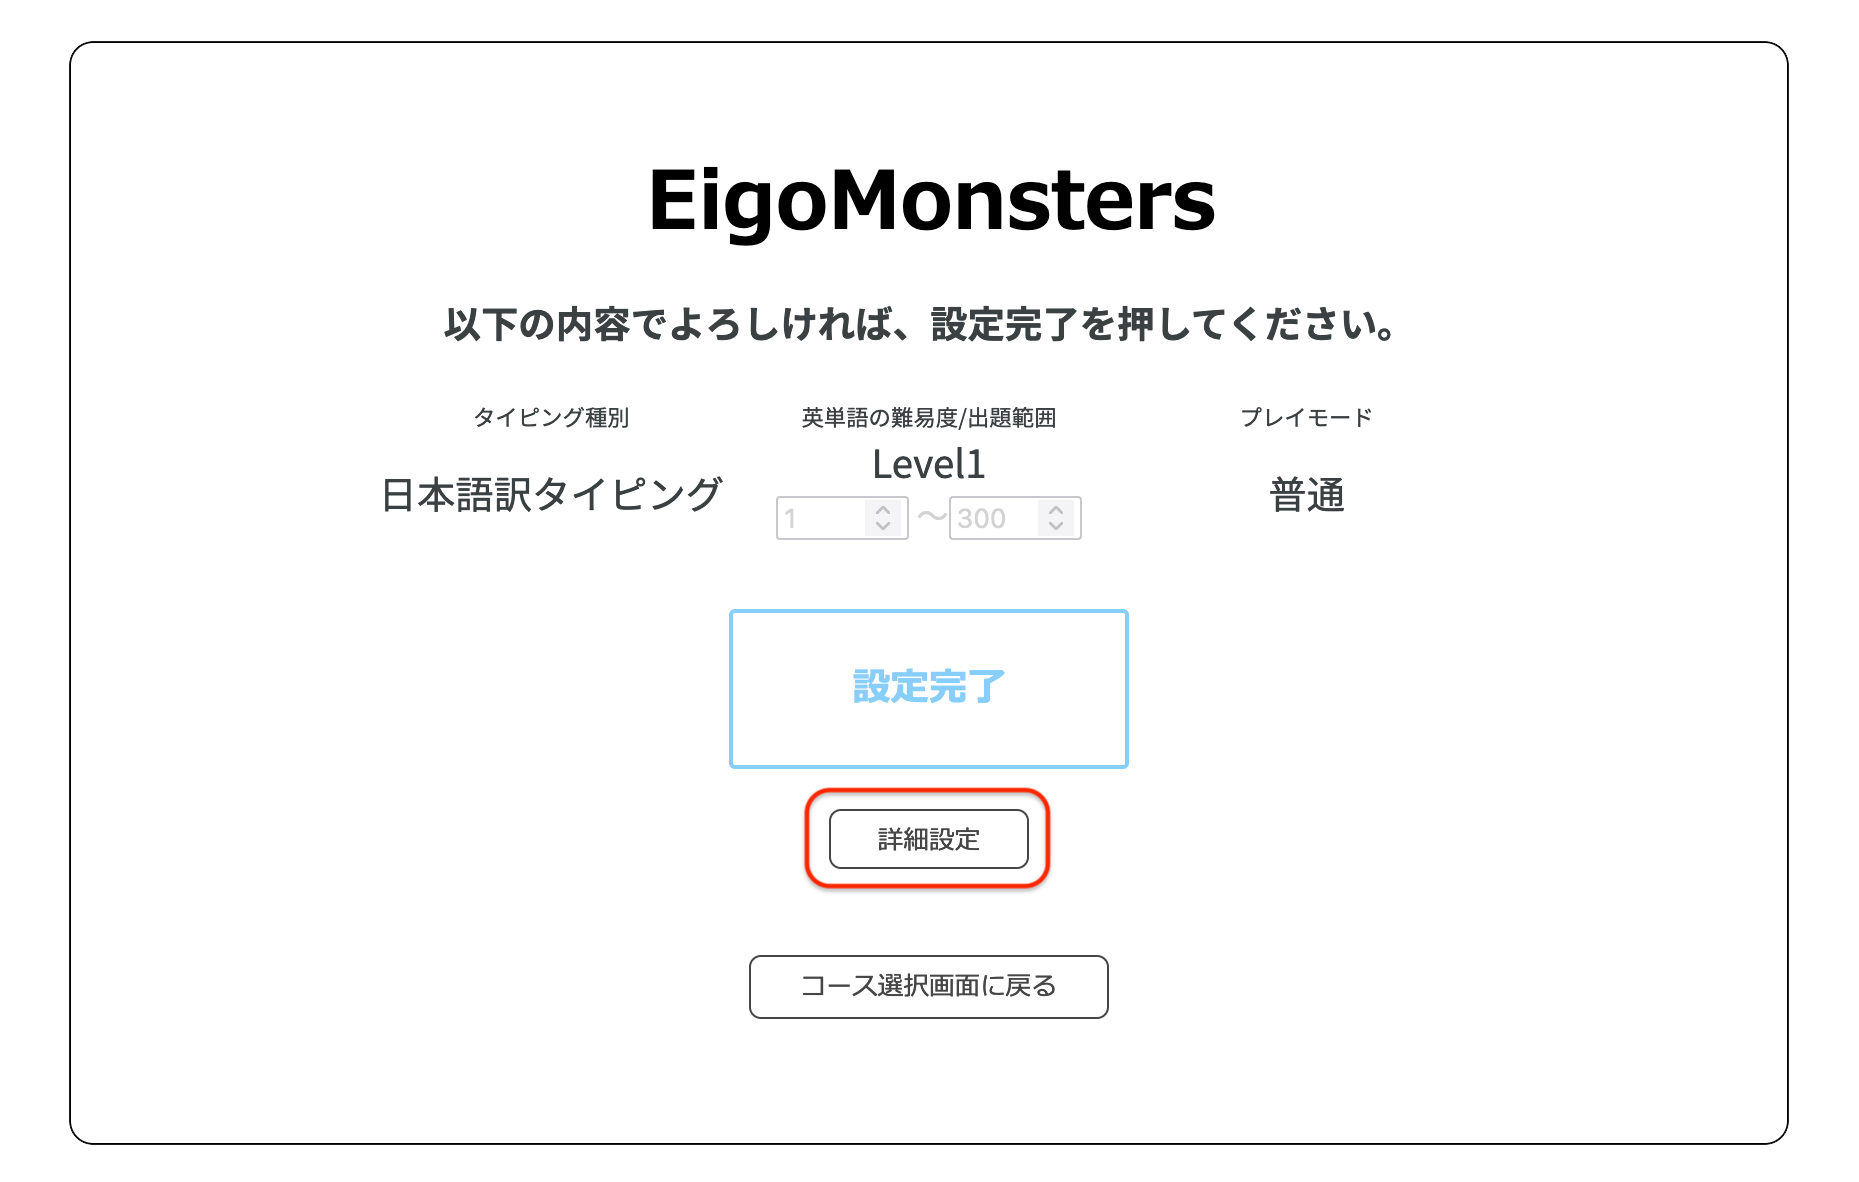 EigoMonsters
以下の内容でよろしければ、設定完了を押してください。
タイピング種別
日本語訳タイピング
英単語の難易度/出題範囲
Level1
1 〜 300
プレイモード
普通
設定完了
詳細設定
コース選択画面に戻る